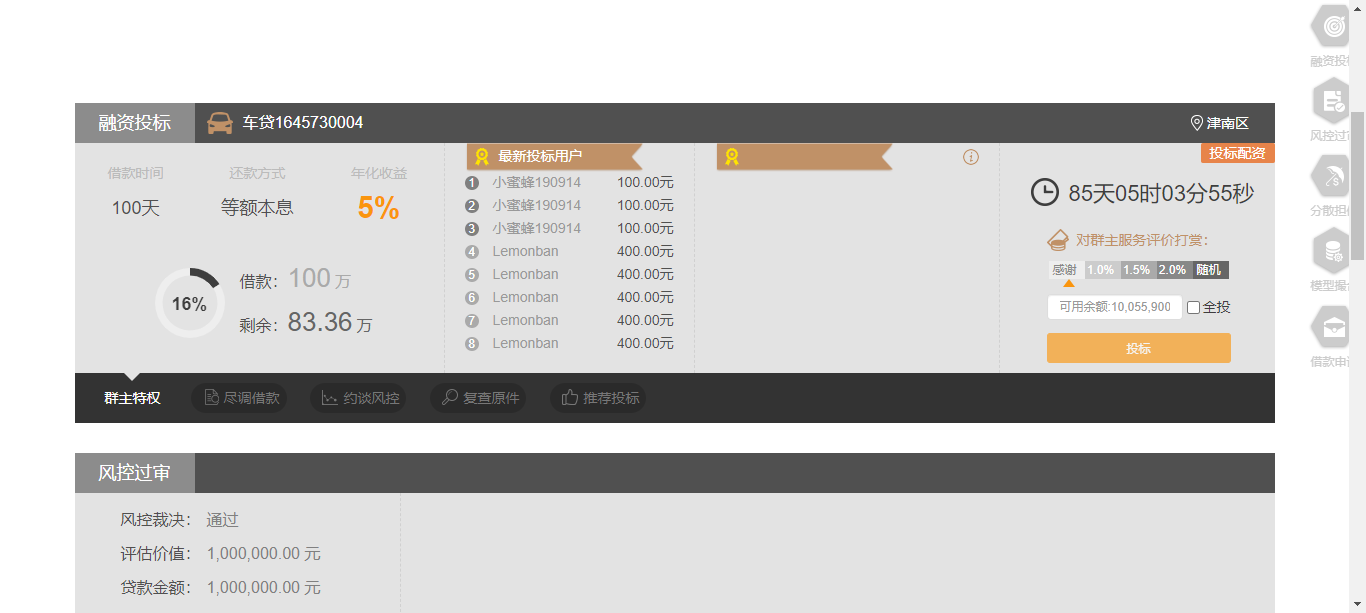 融资投标
车贷1645730004
津南区
借款时间
还款方式
年化收益
100天
等额本息
5%
16%
借款：100 万
剩余：83.36 万
最新投标用户
1 小蜜蜂190914 100.00元
2 小蜜蜂190914 100.00元
3 小蜜蜂190914 100.00元
4 Lemonban 400.00元
5 Lemonban 400.00元
6 Lemonban 400.00元
7 Lemonban 400.00元
8 Lemonban 400.00元
投标配资
85天05时03分55秒
对群主服务评价打赏：
感谢 1.0% 1.5% 2.0% 随机
可用余额:10,055,900
全投
投标
群主特权
尽调借款
约谈风控
复查原件
推荐投标
风控过审
风控裁决： 通过
评估价值： 1,000,000.00 元
贷款金额： 1,000,000.00 元
融资投
风控过
分散担
模型撮
借款申